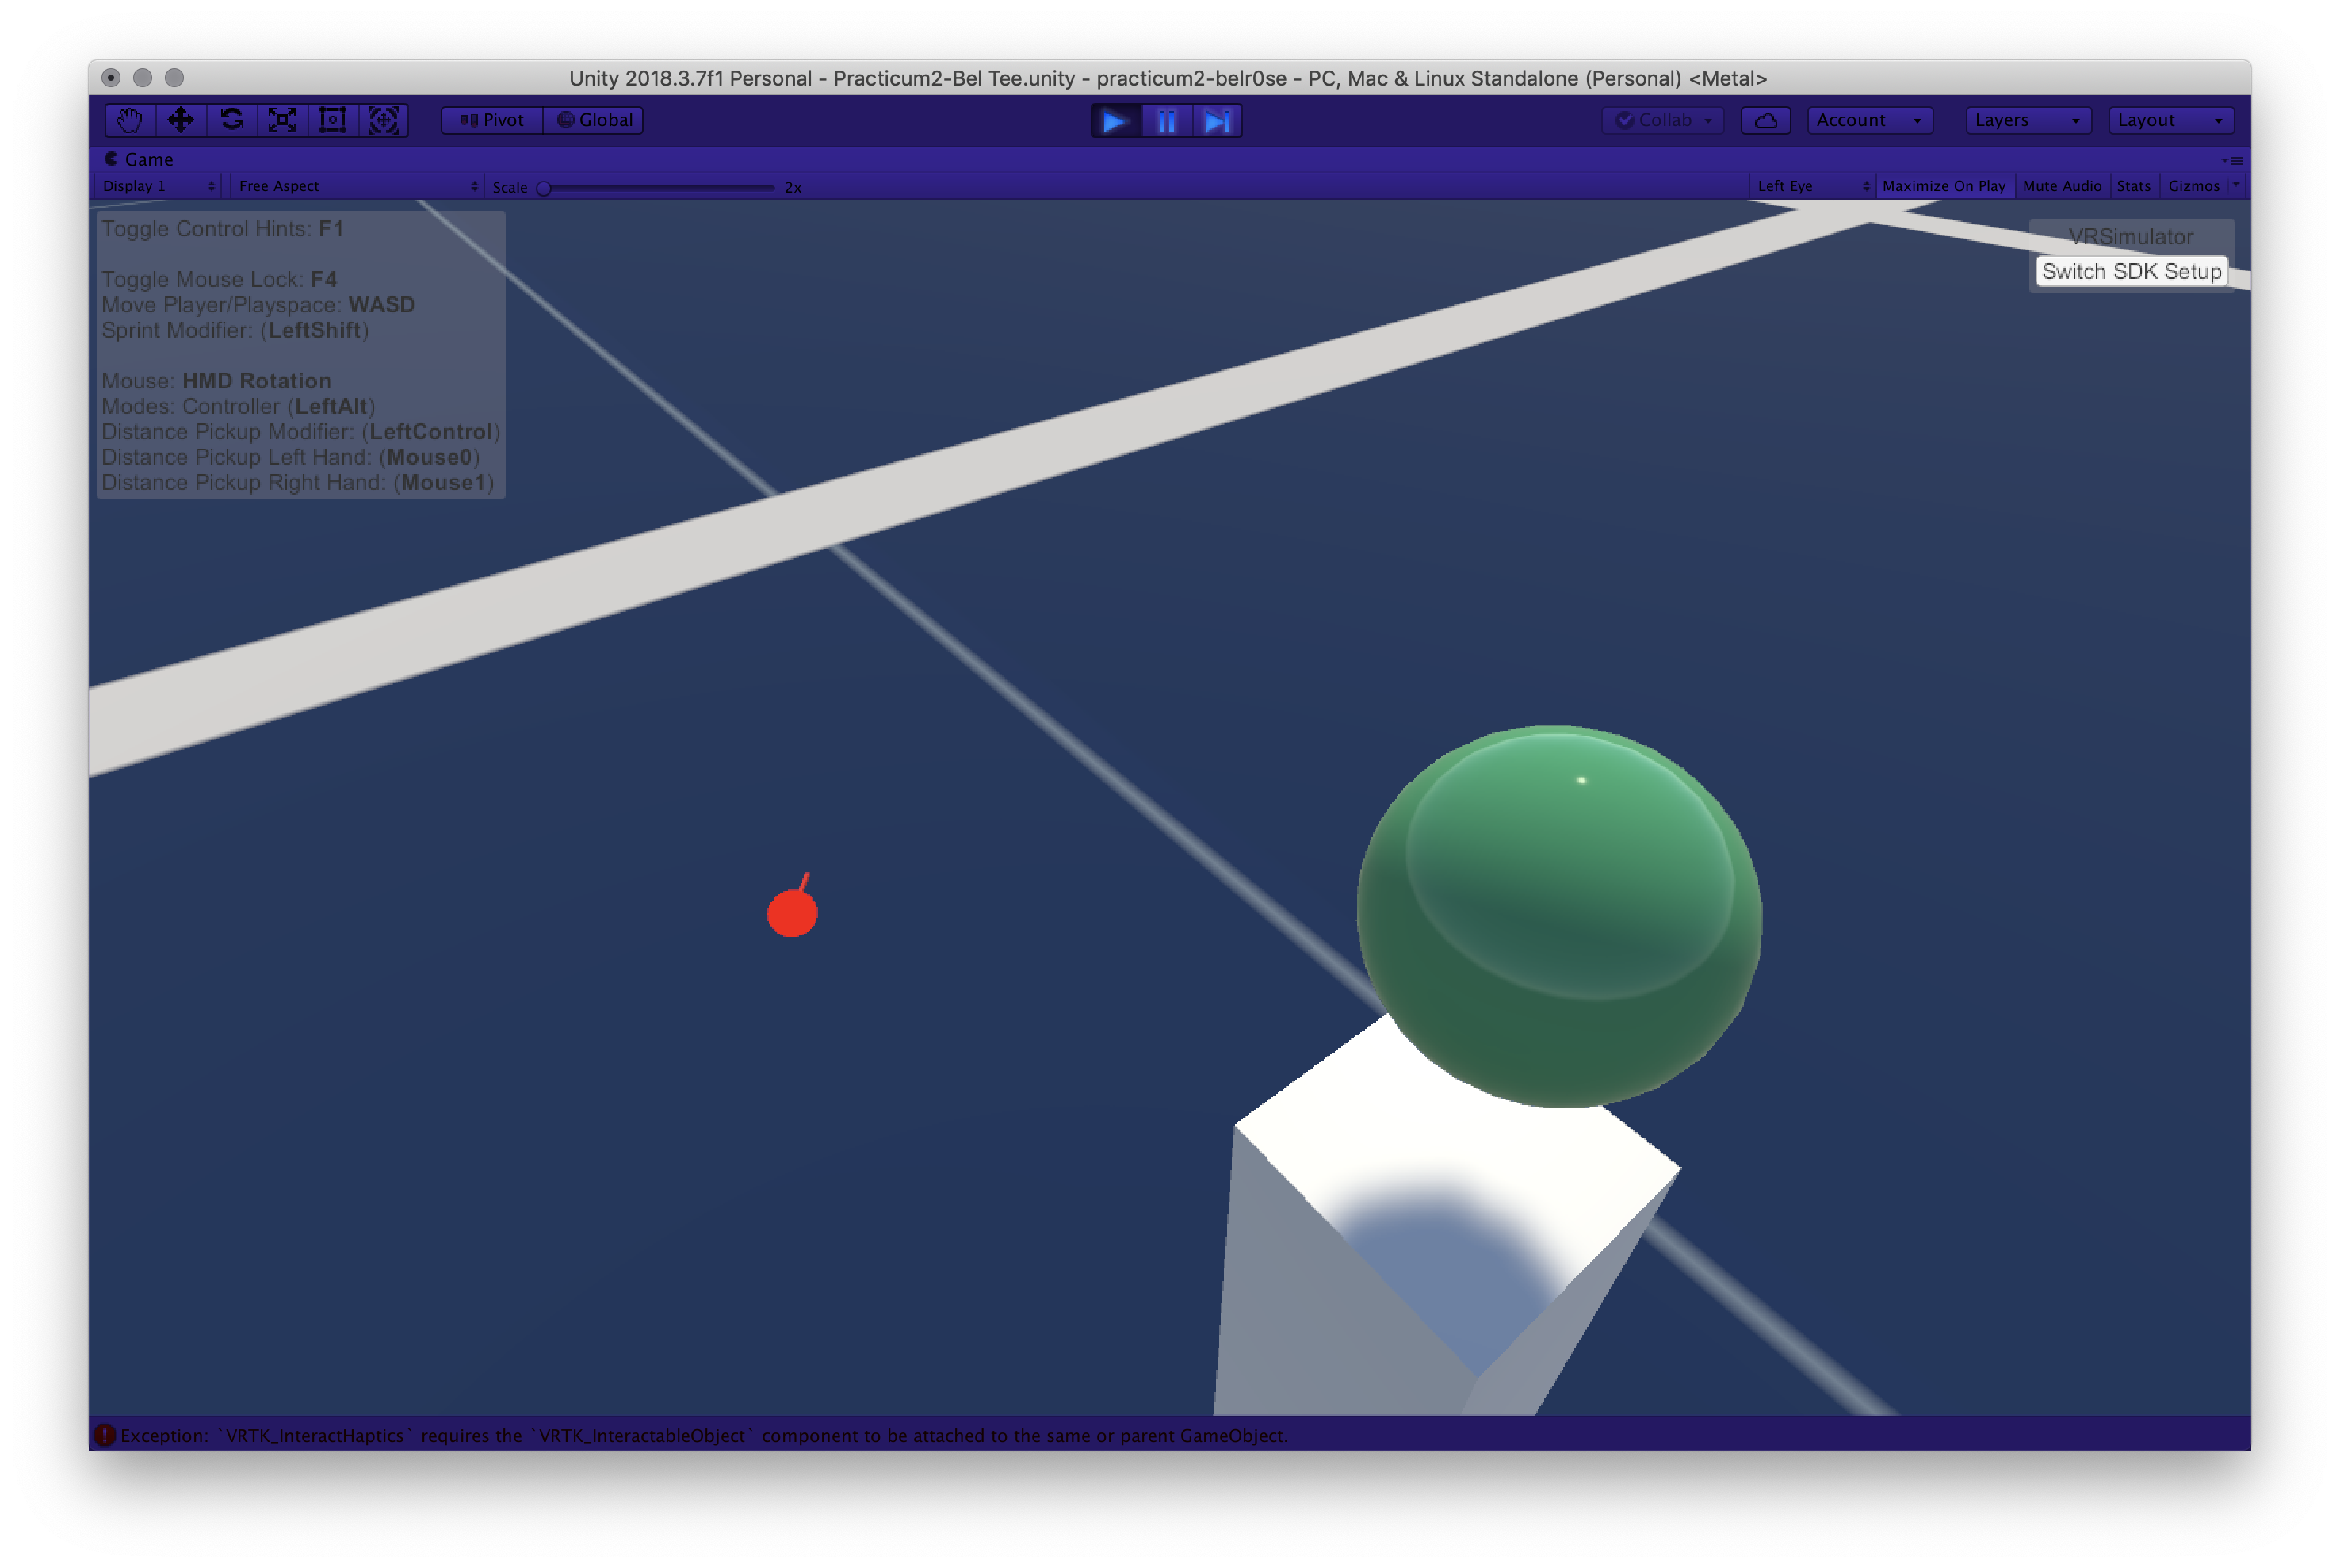 Unity 2018.3.7f1 Personal - Practicum2-Bel Tee.unity - practicum2-belr0se - PC, Mac & Linux Standalone (Personal) <Metal>
Pivot Global Collab Account Layers Layout
Game
Display 1 Free Aspect Scale 2x Left Eye Maximize On Play Mute Audio Stats Gizmos
Toggle Control Hints: F1
VRSimulator
Switch SDK Setup
Toggle Mouse Lock: F4
Move Player/Playspace: WASD
Sprint Modifier: (LeftShift)
Mouse: HMD Rotation
Modes: Controller (LeftAlt)
Distance Pickup Modifier: (LeftControl)
Distance Pickup Left Hand: (Mouse0)
Distance Pickup Right Hand: (Mouse1)
Exception: `VRTK_InteractHaptics` requires the `VRTK_InteractableObject` component to be attached to the same or parent GameObject.